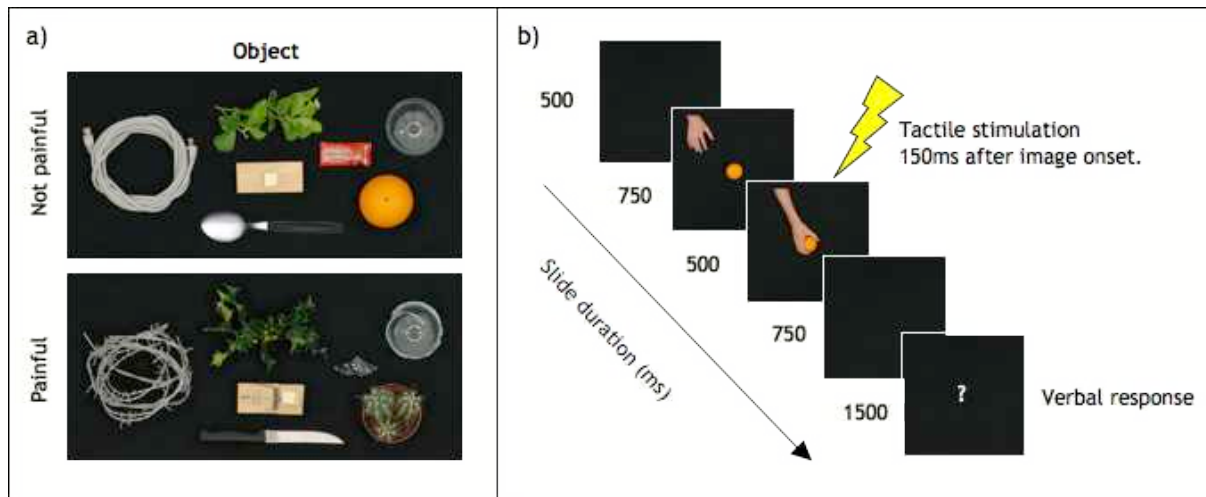 a)
Object
Not painful
Painful
b)
500
750
500
750
1500
Slide duration (ms)
Tactile stimulation
150ms after image onset.
?
Verbal response